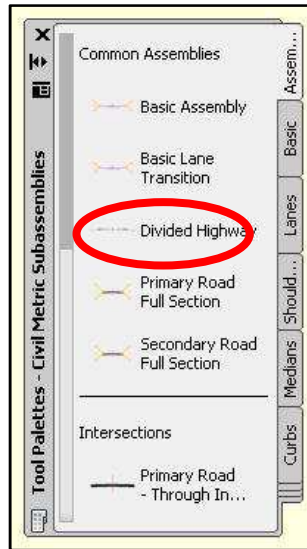 Tool Palettes - Civil Metric Subassemblies
Common Assemblies
Basic Assembly
Basic Lane
Transition
Divided Highway
Primary Road
Full Section
Secondary Road
Full Section
Intersections
Primary Road
- Through In...
Assem...
Basic
Lanes
Should...
Medians
Curbs